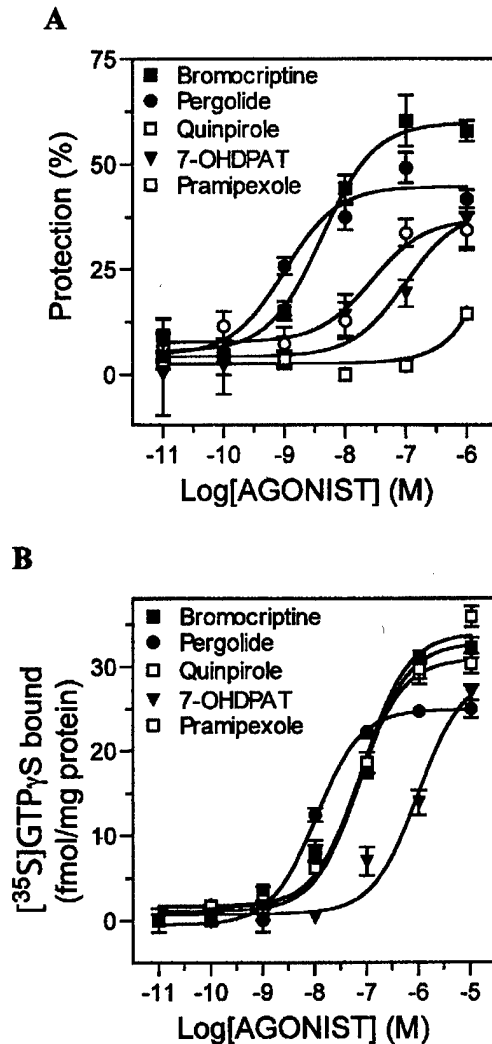 A
Protection (%)
75
50
25
0
Bromocriptine
Pergolide
Quinpirole
7-OHDPAT
Pramipexole
-11 -10 -9 -8 -7 -6
Log[AGONIST] (M)
B
[³⁵S]GTPγS bound
(fmol/mg protein)
30
20
10
0
Bromocriptine
Pergolide
Quinpirole
7-OHDPAT
Pramipexole
-11 -10 -9 -8 -7 -6 -5
Log[AGONIST] (M)